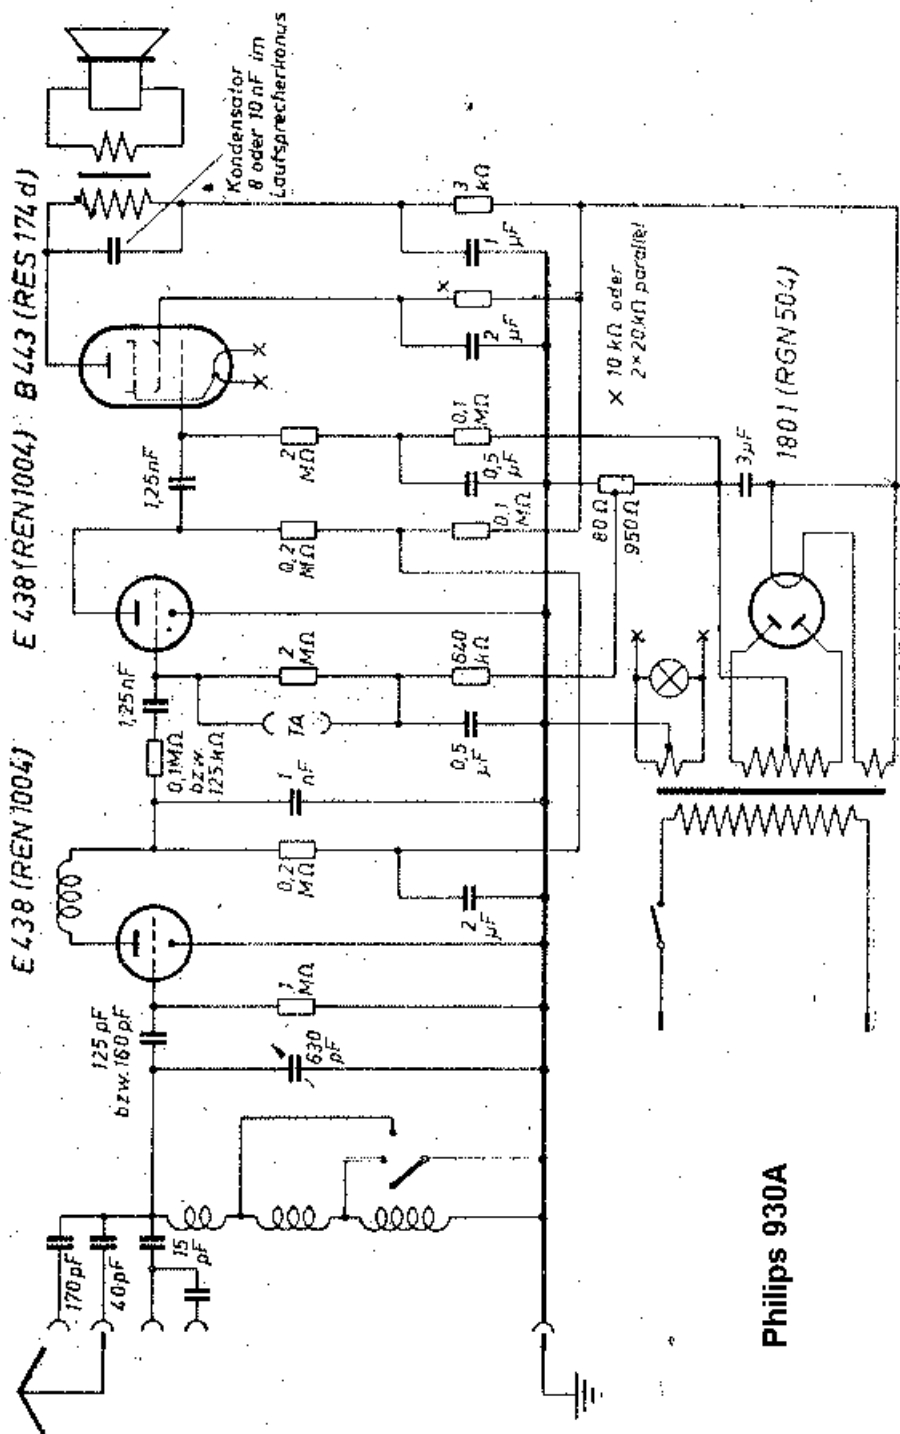 E 438 (REN 1004)
E 438 (REN 1004)
B 443 (RES 174 d)
Kondensator
8 oder 10 nF im
Lautsprecherkonus
170 pF
40 pF
15
pF
125 pF
bzw. 160 pF
630
pF
1
MΩ
0,2
MΩ
2
µF
1
nF
0,1 MΩ
bzw.
125 kΩ
1,25 nF
TA
2
MΩ
0,5
µF
640
kΩ
1,25 nF
0,2
MΩ
0,1
MΩ
2
MΩ
0,5
µF
0,1
MΩ
2
µF
x
1
µF
3
kΩ
80 Ω
950 Ω
3 µF
x 10 kΩ oder
2 x 20 kΩ parallel
1801 (RGN 504)
Philips 930A